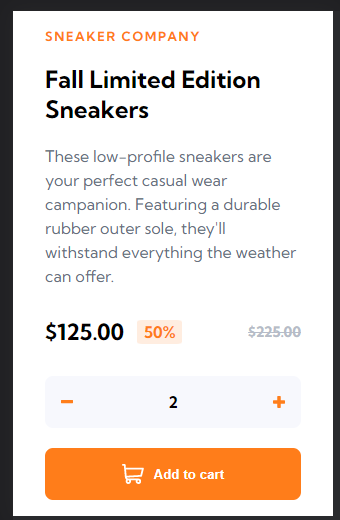 SNEAKER COMPANY
Fall Limited Edition
Sneakers
These low-profile sneakers are
your perfect casual wear
campanion. Featuring a durable
rubber outer sole, they'll
withstand everything the weather
can offer.
$125.00 50% $225.00
2
Add to cart